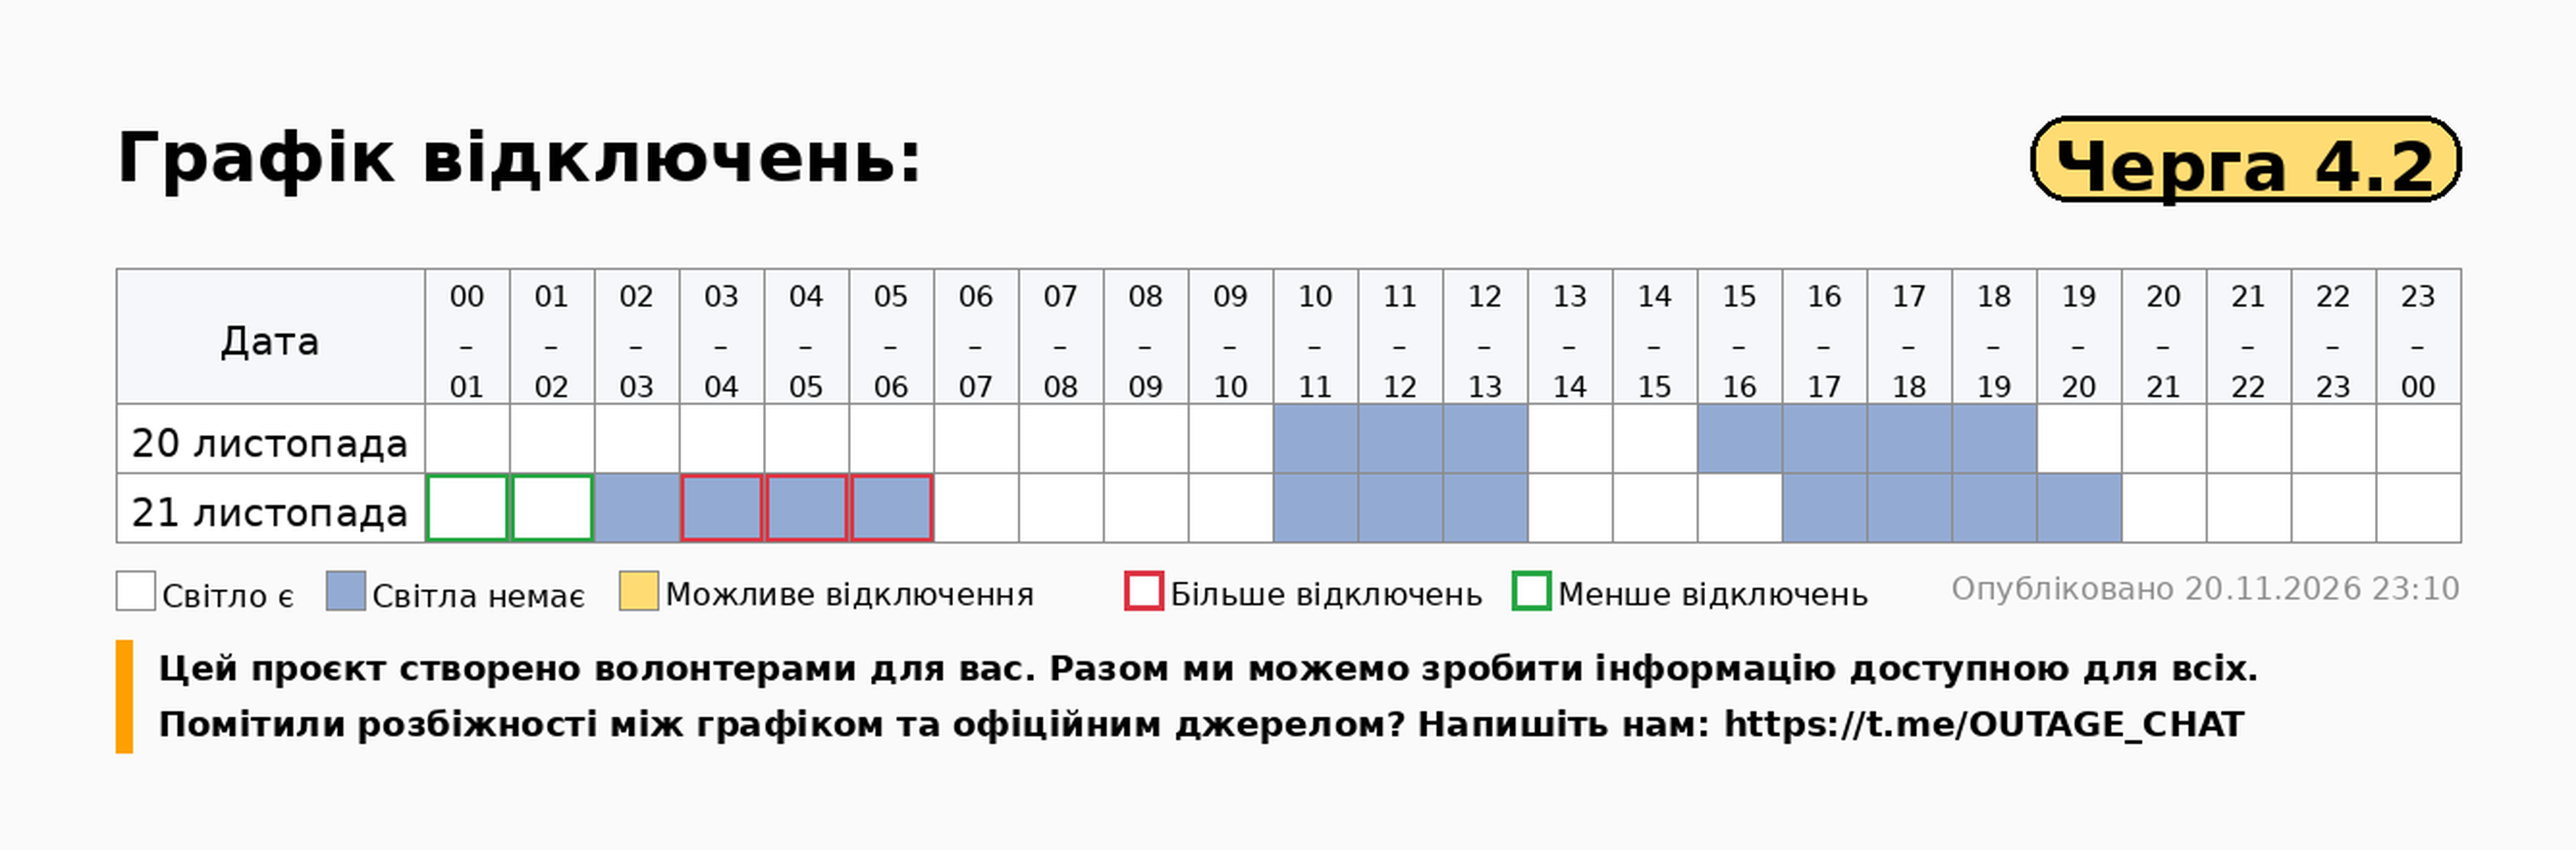 Графік відключень:
Черга 4.2
Дата
00 – 01
01 – 02
02 – 03
03 – 04
04 – 05
05 – 06
06 – 07
07 – 08
08 – 09
09 – 10
10 – 11
11 – 12
12 – 13
13 – 14
14 – 15
15 – 16
16 – 17
17 – 18
18 – 19
19 – 20
20 – 21
21 – 22
22 – 23
23 – 00
20 листопада
21 листопада
Світло є
Світла немає
Можливе відключення
Більше відключень
Менше відключень
Опубліковано 20.11.2026 23:10
Цей проєкт створено волонтерами для вас. Разом ми можемо зробити інформацію доступною для всіх.
Помітили розбіжності між графіком та офіційним джерелом? Напишіть нам: https://t.me/OUTAGE_CHAT